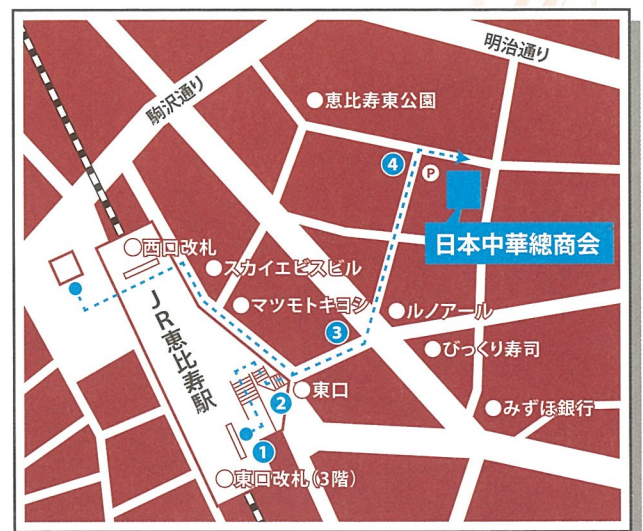 明治通り
駒沢通り
恵比寿東公園
4
P
日本中華總商会
西口改札
スカイエビスビル
マツモトキヨシ
JR恵比寿駅
3
ルノアール
びっくり寿司
2
東口
みずほ銀行
1
東口改札(3階)